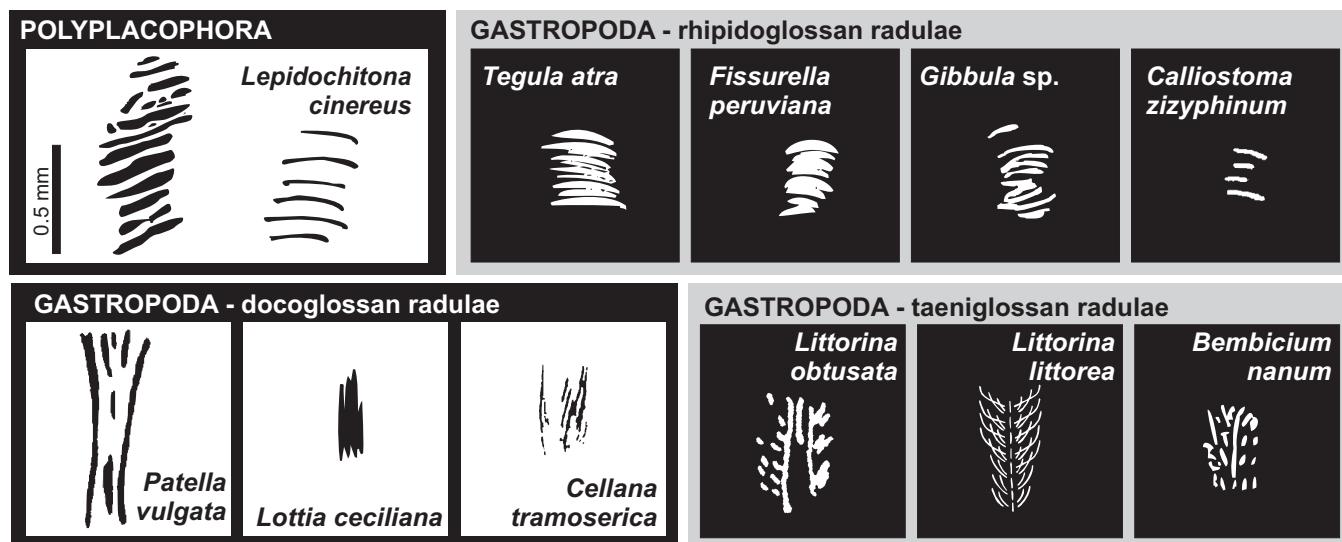 POLYPLACOPHORA
Lepidochitona
cinereus
0.5 mm
GASTROPODA - rhipidoglossan radulae
Tegula atra
Fissurella
peruviana
Gibbula sp.
Calliostoma
zizyphinum
GASTROPODA - docoglossan radulae
Patella
vulgata
Lottia ceciliana
Cellana
tramoserica
GASTROPODA - taeniglossan radulae
Littorina
obtusata
Littorina
littorea
Bembicium
nanum